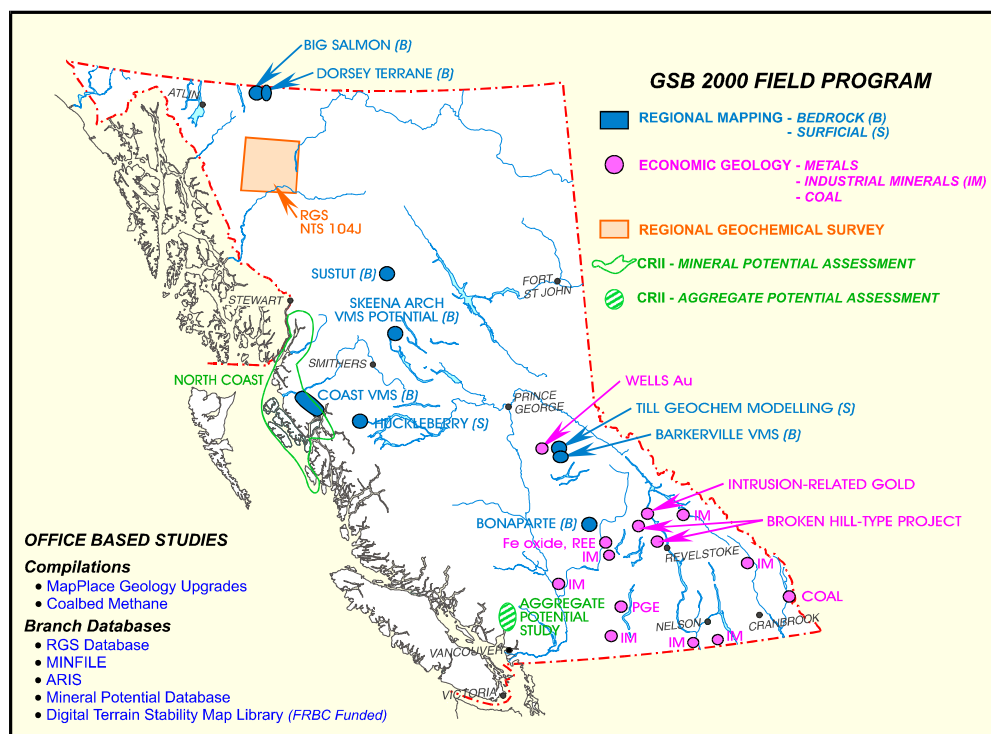 BIG SALMON (B)
DORSEY TERRANE (B)
ATLIN
GSB 2000 FIELD PROGRAM
REGIONAL MAPPING - BEDROCK (B)
- SURFICIAL (S)
ECONOMIC GEOLOGY - METALS
- INDUSTRIAL MINERALS (IM)
- COAL
REGIONAL GEOCHEMICAL SURVEY
CRII - MINERAL POTENTIAL ASSESSMENT
CRII - AGGREGATE POTENTIAL ASSESSMENT
RGS
NTS 104J
SUSTUT (B)
FORT
ST JOHN
STEWART
SKEENA ARCH
VMS POTENTIAL (B)
SMITHERS
NORTH COAST
COAST VMS (B)
HUCKLEBERRY (S)
PRINCE
GEORGE
WELLS Au
TILL GEOCHEM MODELLING (S)
BARKERVILLE VMS (B)
INTRUSION-RELATED GOLD
IM
BROKEN HILL-TYPE PROJECT
BONAPARTE (B)
Fe oxide, REE
IM
REVELSTOKE
IM
IM
COAL
AGGREGATE
POTENTIAL
STUDY
PGE
NELSON
CRANBROOK
IM
IM
IM
VANCOUVER
VICTORIA
OFFICE BASED STUDIES
Compilations
• MapPlace Geology Upgrades
• Coalbed Methane
Branch Databases
• RGS Database
• MINFILE
• ARIS
• Mineral Potential Database
• Digital Terrain Stability Map Library (FRBC Funded)